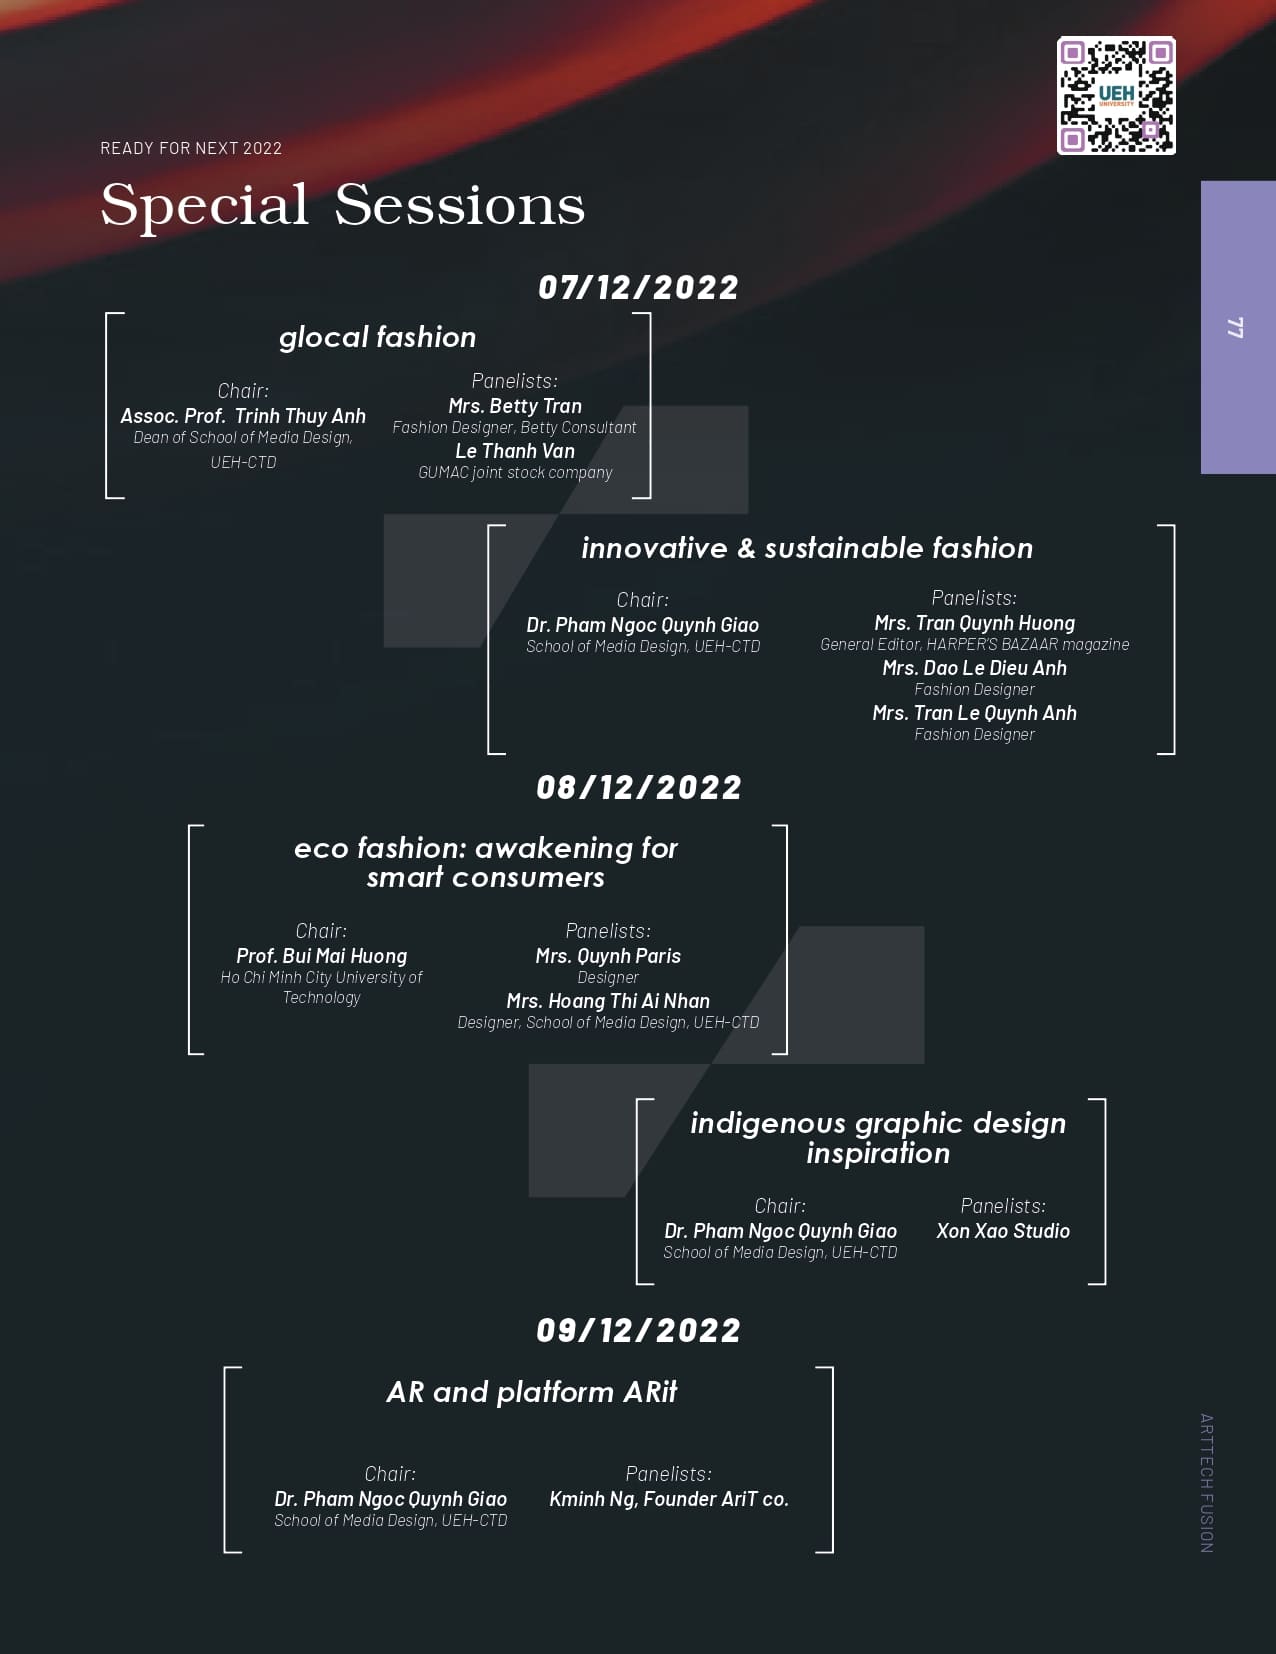 UEH
UNIVERSITY
READY FOR NEXT 2022
Special Sessions
77
07/12/2022
glocal fashion
Chair:
Assoc. Prof. Trinh Thuy Anh
Dean of School of Media Design,
UEH-CTD
Panelists:
Mrs. Betty Tran
Fashion Designer, Betty Consultant
Le Thanh Van
GUMAC joint stock company
innovative & sustainable fashion
Chair:
Dr. Pham Ngoc Quynh Giao
School of Media Design, UEH-CTD
Panelists:
Mrs. Tran Quynh Huong
General Editor, HARPER'S BAZAAR magazine
Mrs. Dao Le Dieu Anh
Fashion Designer
Mrs. Tran Le Quynh Anh
Fashion Designer
08/12/2022
eco fashion: awakening for
smart consumers
Chair:
Prof. Bui Mai Huong
Ho Chi Minh City University of
Technology
Panelists:
Mrs. Quynh Paris
Designer
Mrs. Hoang Thi Ai Nhan
Designer, School of Media Design, UEH-CTD
indigenous graphic design
inspiration
Chair:
Dr. Pham Ngoc Quynh Giao
School of Media Design, UEH-CTD
Panelists:
Xon Xao Studio
09/12/2022
AR and platform ARit
Chair:
Dr. Pham Ngoc Quynh Giao
School of Media Design, UEH-CTD
Panelists:
Kminh Ng, Founder AriT co.
ARTTECH FUSION